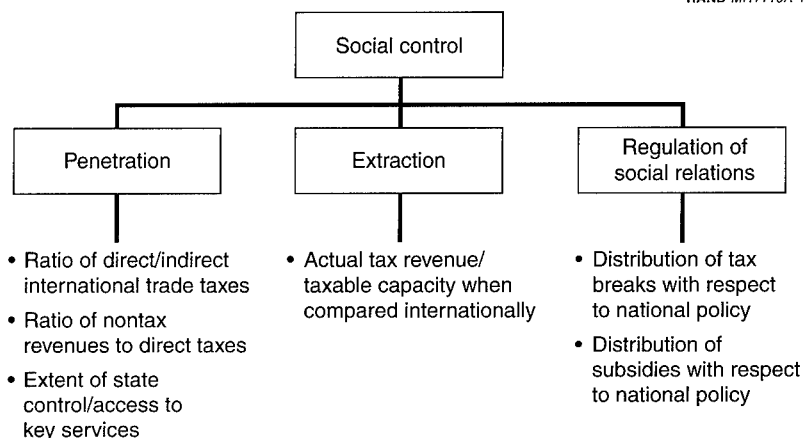 Social control
Penetration
Extraction
Regulation of
social relations
• Ratio of direct/indirect
international trade taxes
• Ratio of nontax
revenues to direct taxes
• Extent of state
control/access to
key services
• Actual tax revenue/
taxable capacity when
compared internationally
• Distribution of tax
breaks with respect
to national policy
• Distribution of
subsidies with respect
to national policy